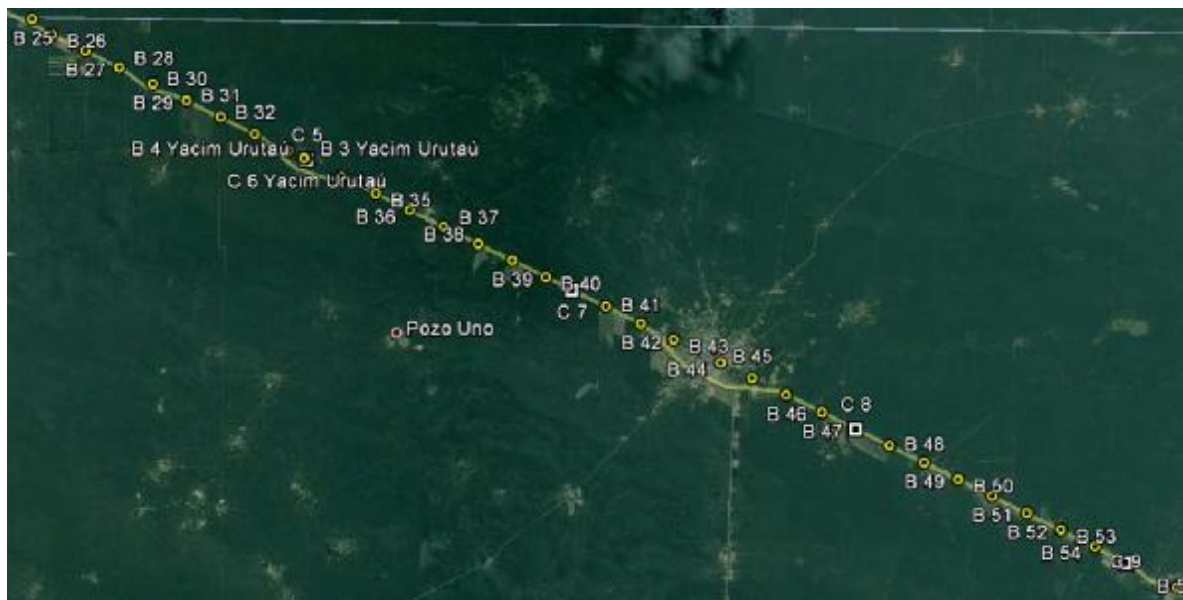 B 25
B 26
B 27
B 28
B 29
B 30
B 31
B 32
C 5
B 4 Yacim Urutaú
B 3 Yacim Urutaú
C 6 Yacim Urutaú
B 35
B 36
B 37
B 38
B 39
B 40
C 7
B 41
Pozo Uno
B 42
B 43
B 44
B 45
B 46
C 8
B 47
B 48
B 49
B 50
B 51
B 52
B 53
B 54